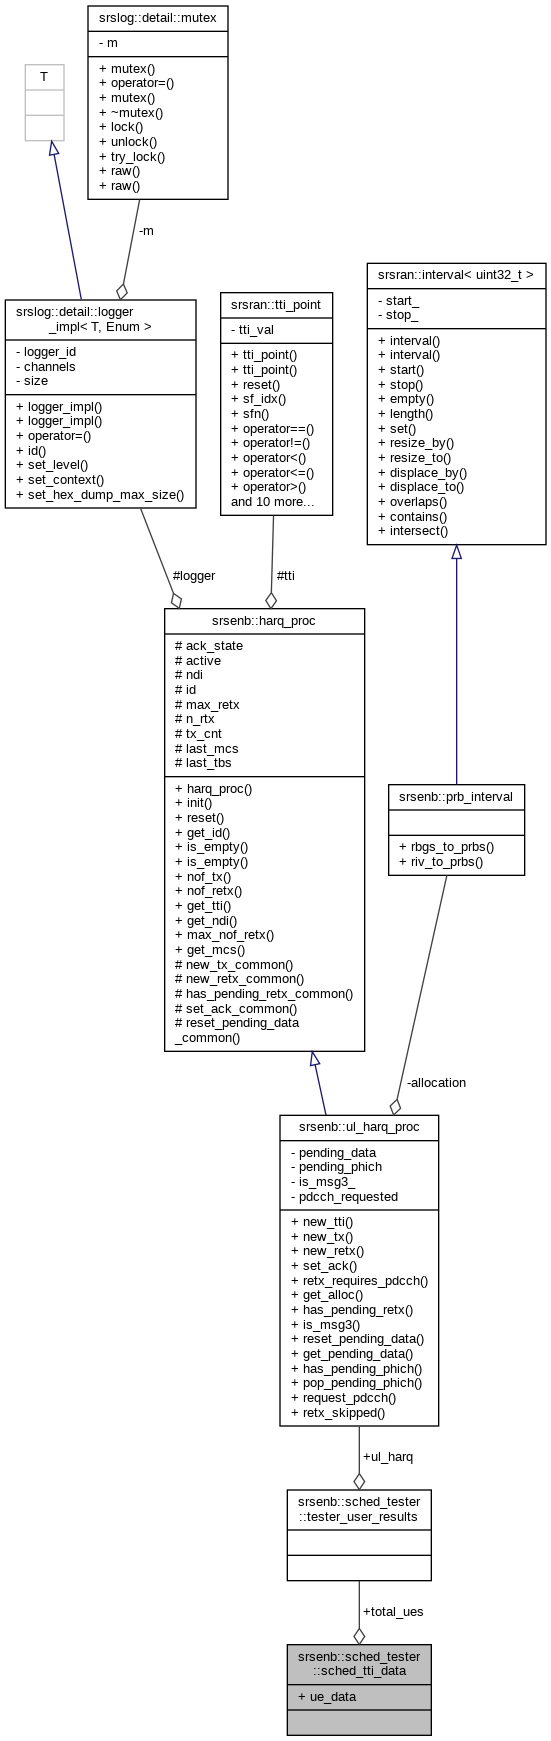 srslog::detail::mutex
- m
+ mutex()
+ operator=()
+ mutex()
+ ~mutex()
+ lock()
+ unlock()
+ try_lock()
+ raw()
+ raw()
T
-m
srslog::detail::logger
_impl< T, Enum >
- logger_id
- channels
- size
+ logger_impl()
+ logger_impl()
+ operator=()
+ id()
+ set_level()
+ set_context()
+ set_hex_dump_max_size()
srsran::tti_point
- tti_val
+ tti_point()
+ tti_point()
+ reset()
+ sf_idx()
+ sfn()
+ operator==()
+ operator!=()
+ operator<()
+ operator<=()
+ operator>()
and 10 more...
srsran::interval< uint32_t >
- start_
- stop_
+ interval()
+ interval()
+ start()
+ stop()
+ empty()
+ length()
+ set()
+ resize_by()
+ resize_to()
+ displace_by()
+ displace_to()
+ overlaps()
+ contains()
+ intersect()
#logger
#tti
srsenb::harq_proc
# ack_state
# active
# ndi
# id
# max_retx
# n_rtx
# tx_cnt
# last_mcs
# last_tbs
+ harq_proc()
+ init()
+ reset()
+ get_id()
+ is_empty()
+ is_empty()
+ nof_tx()
+ nof_retx()
+ get_tti()
+ get_ndi()
+ max_nof_retx()
+ get_mcs()
# new_tx_common()
# new_retx_common()
# has_pending_retx_common()
# set_ack_common()
# reset_pending_data
_common()
srsenb::prb_interval
+ rbgs_to_prbs()
+ riv_to_prbs()
-allocation
srsenb::ul_harq_proc
- pending_data
- pending_phich
- is_msg3_
- pdcch_requested
+ new_tti()
+ new_tx()
+ new_retx()
+ set_ack()
+ retx_requires_pdcch()
+ get_alloc()
+ has_pending_retx()
+ is_msg3()
+ reset_pending_data()
+ get_pending_data()
+ has_pending_phich()
+ pop_pending_phich()
+ request_pdcch()
+ retx_skipped()
+ul_harq
srsenb::sched_tester
::tester_user_results
+total_ues
srsenb::sched_tester
::sched_tti_data
+ ue_data